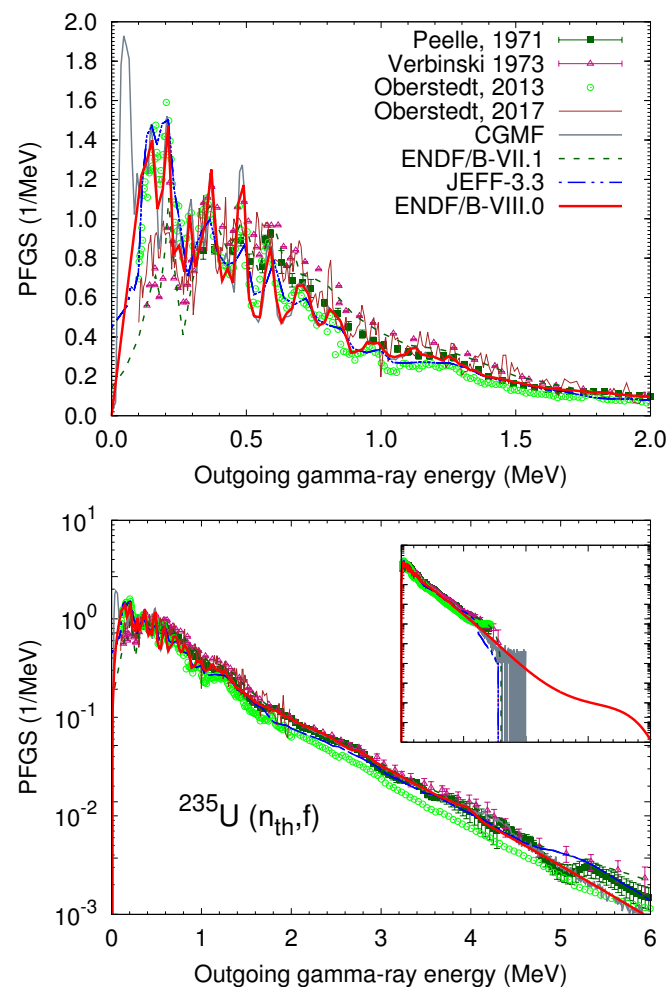 PFGS (1/MeV)
2.0
1.8
1.6
1.4
1.2
1.0
0.8
0.6
0.4
0.2
0.0
Peelle, 1971
Verbinski 1973
Oberstedt, 2013
Oberstedt, 2017
CGMF
ENDF/B-VII.1
JEFF-3.3
ENDF/B-VIII.0
0.0 0.5 1.0 1.5 2.0
Outgoing gamma-ray energy (MeV)
PFGS (1/MeV)
10^1
10^0
10^-1
10^-2
10^-3
^235U (n_th,f)
0 1 2 3 4 5 6
Outgoing gamma-ray energy (MeV)